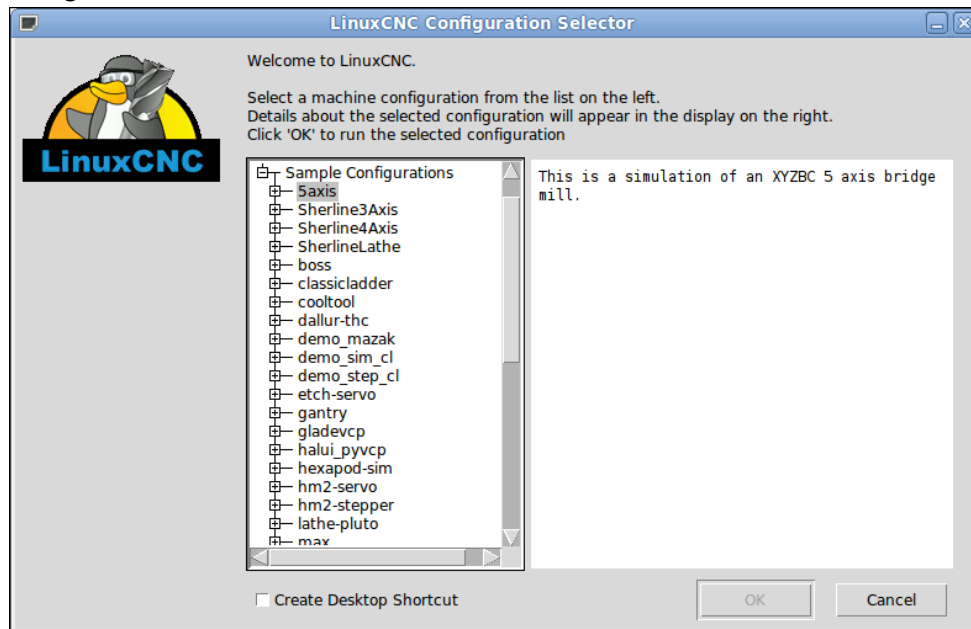 LinuxCNC Configuration Selector
LinuxCNC
Welcome to LinuxCNC.
Select a machine configuration from the list on the left.
Details about the selected configuration will appear in the display on the right.
Click 'OK' to run the selected configuration
Sample Configurations
5axis
Sherline3Axis
Sherline4Axis
SherlineLathe
boss
classicladder
cooltool
dallur-thc
demo_mazak
demo_sim_cl
demo_step_cl
etch-servo
gantry
gladevcp
halui_pyvcp
hexapod-sim
hm2-servo
hm2-stepper
lathe-pluto
max
This is a simulation of an XYZBC 5 axis bridge
mill.
Create Desktop Shortcut
OK
Cancel